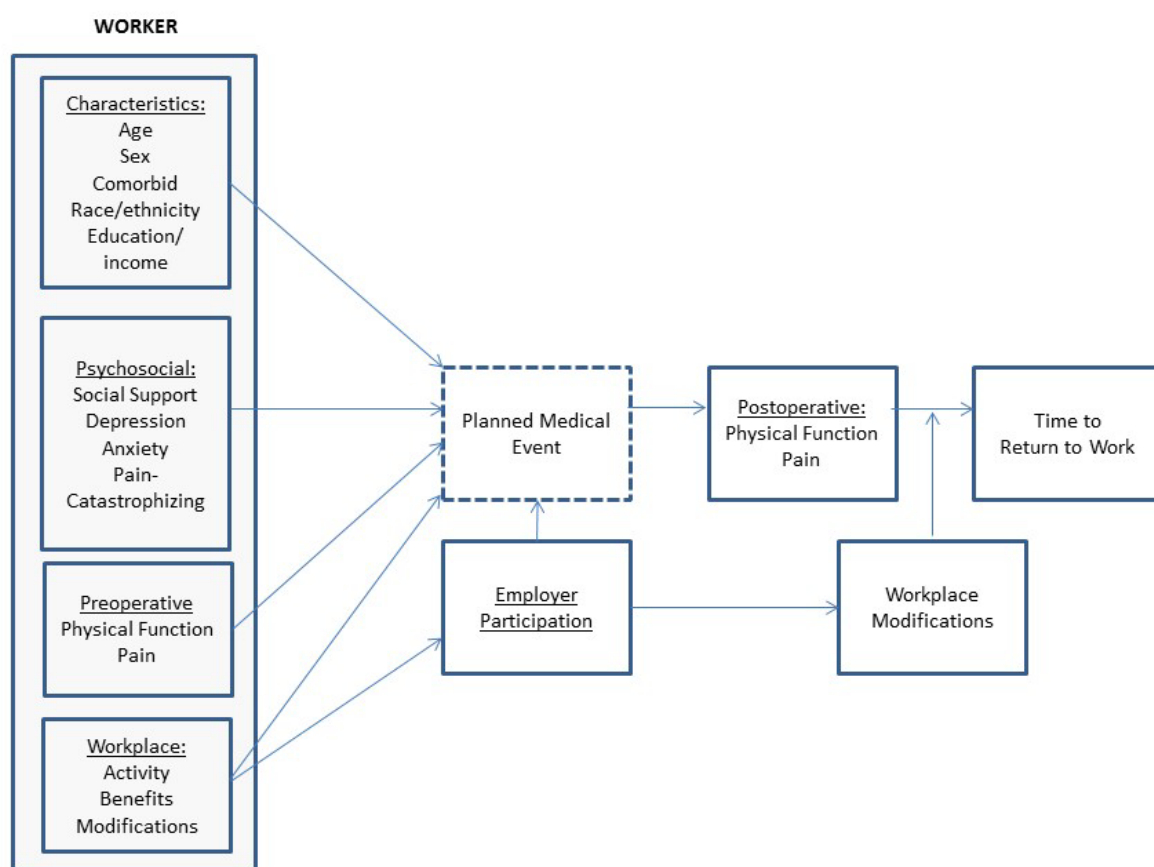 WORKER
Characteristics:
Age
Sex
Comorbid
Race/ethnicity
Education/
income
Psychosocial:
Social Support
Depression
Anxiety
Pain-
Catastrophizing
Preoperative
Physical Function
Pain
Workplace:
Activity
Benefits
Modifications
Planned Medical
Event
Employer
Participation
Postoperative:
Physical Function
Pain
Workplace
Modifications
Time to
Return to Work